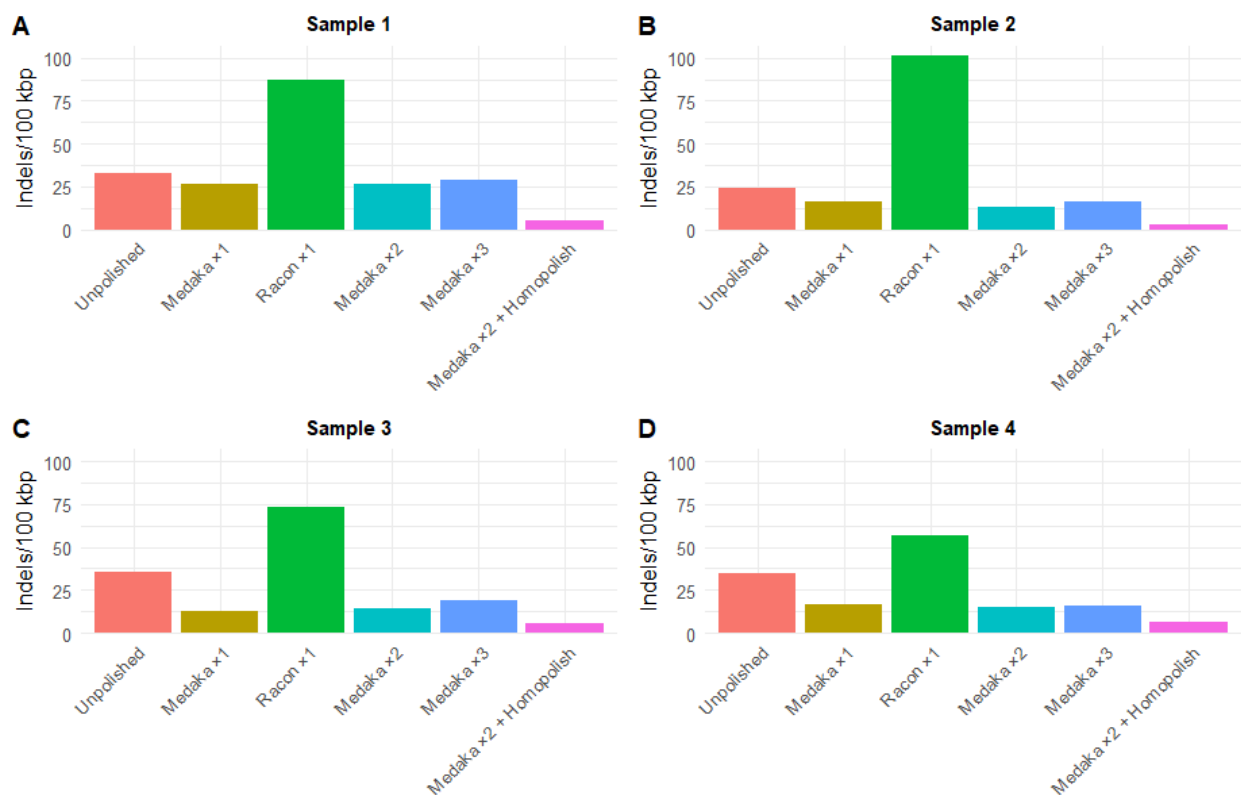 A
Sample 1
Indels/100 kbp
100
75
50
25
0
Unpolished
Medaka ×1
Racon ×1
Medaka ×2
Medaka ×3
Medaka ×2 + Homopolish
B
Sample 2
Indels/100 kbp
100
75
50
25
0
Unpolished
Medaka ×1
Racon ×1
Medaka ×2
Medaka ×3
Medaka ×2 + Homopolish
C
Sample 3
Indels/100 kbp
100
75
50
25
0
Unpolished
Medaka ×1
Racon ×1
Medaka ×2
Medaka ×3
Medaka ×2 + Homopolish
D
Sample 4
Indels/100 kbp
100
75
50
25
0
Unpolished
Medaka ×1
Racon ×1
Medaka ×2
Medaka ×3
Medaka ×2 + Homopolish